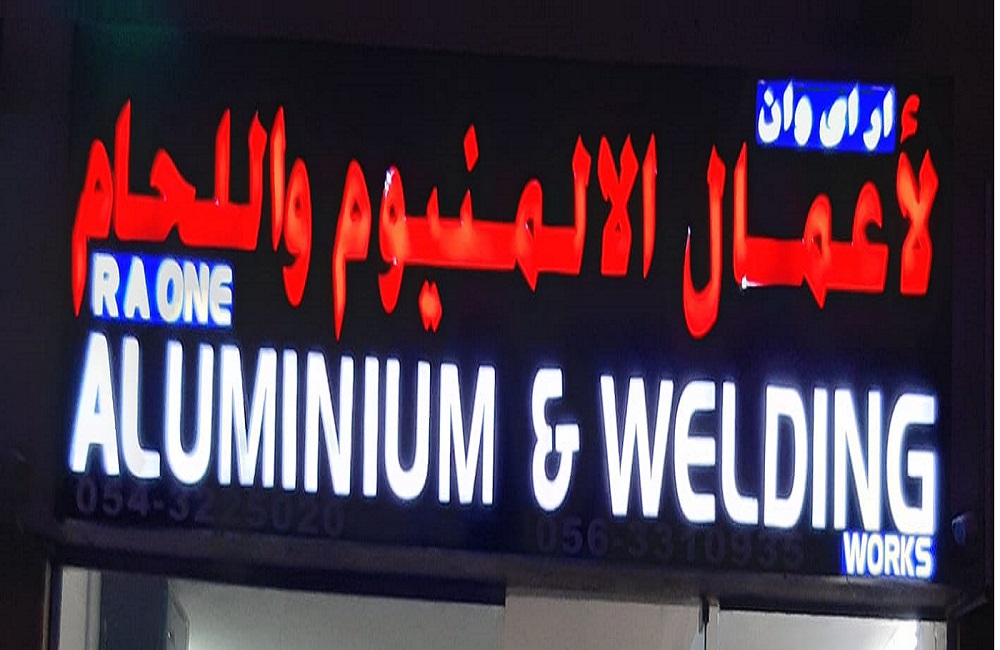 ار اى وان
لأعمال الالمنيوم واللحام
RA ONE
ALUMINIUM & WELDING
WORKS
054-3225020
056-3310935